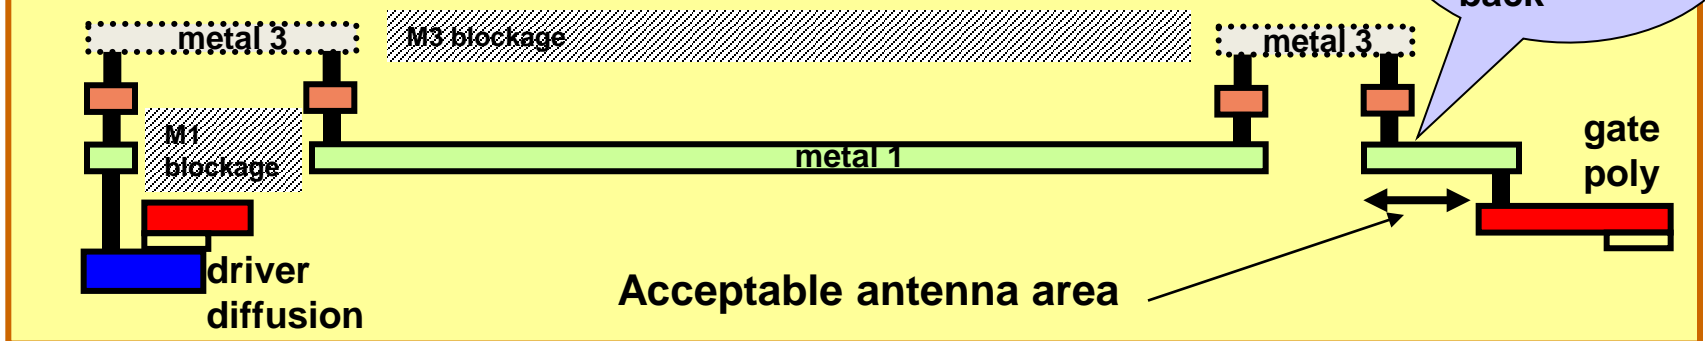 back
metal 3
M3 blockage
metal 3
M1
blockage
metal 1
gate
poly
driver
diffusion
Acceptable antenna area